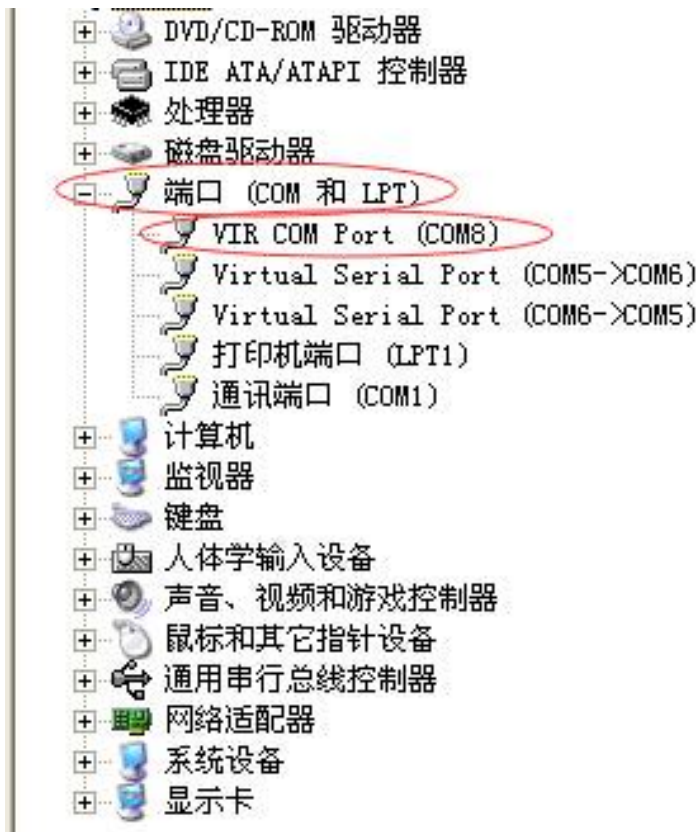 DVD/CD-ROM 驱动器
IDE ATA/ATAPI 控制器
处理器
磁盘驱动器
端口 (COM 和 LPT)
VIR COM Port (COM8)
Virtual Serial Port (COM5->COM6)
Virtual Serial Port (COM6->COM5)
打印机端口 (LPT1)
通讯端口 (COM1)
计算机
监视器
键盘
人体学输入设备
声音、视频和游戏控制器
鼠标和其它指针设备
通用串行总线控制器
网络适配器
系统设备
显示卡